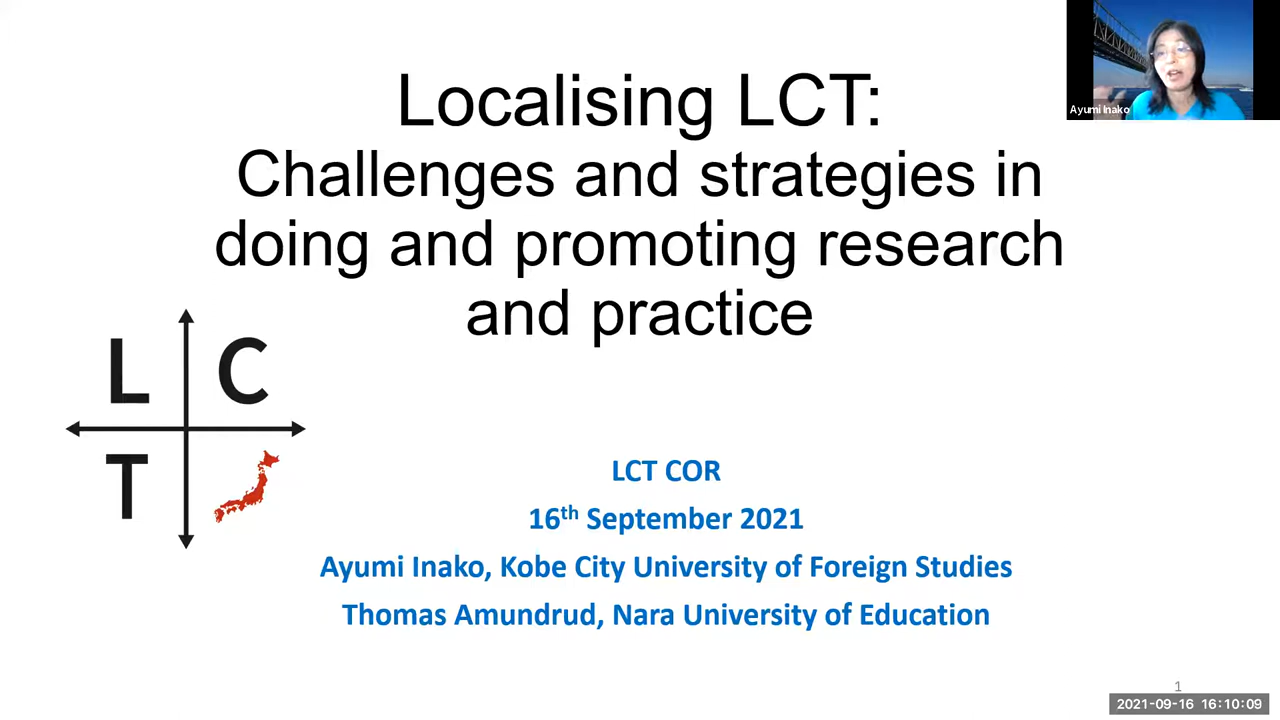 Localising LCT:
Challenges and strategies in
doing and promoting research
and practice
Ayumi Inako
L C
T
LCT COR
16th September 2021
Ayumi Inako, Kobe City University of Foreign Studies
Thomas Amundrud, Nara University of Education
1
2021-09-16 16:10:09